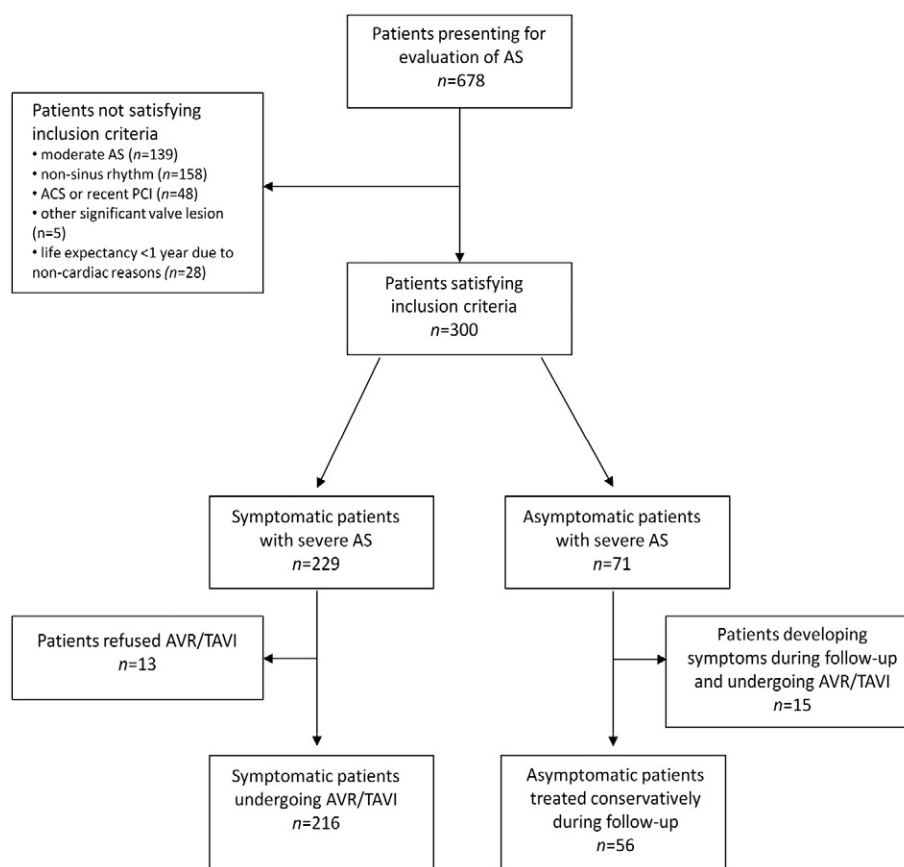 Patients presenting for
evaluation of AS
n=678
Patients not satisfying
inclusion criteria
• moderate AS (n=139)
• non-sinus rhythm (n=158)
• ACS or recent PCI (n=48)
• other significant valve lesion
(n=5)
• life expectancy <1 year due to
non-cardiac reasons (n=28)
Patients satisfying
inclusion criteria
n=300
Symptomatic patients
with severe AS
n=229
Asymptomatic patients
with severe AS
n=71
Patients refused AVR/TAVI
n=13
Patients developing
symptoms during follow-up
and undergoing AVR/TAVI
n=15
Symptomatic patients
undergoing AVR/TAVI
n=216
Asymptomatic patients
treated conservatively
during follow-up
n=56